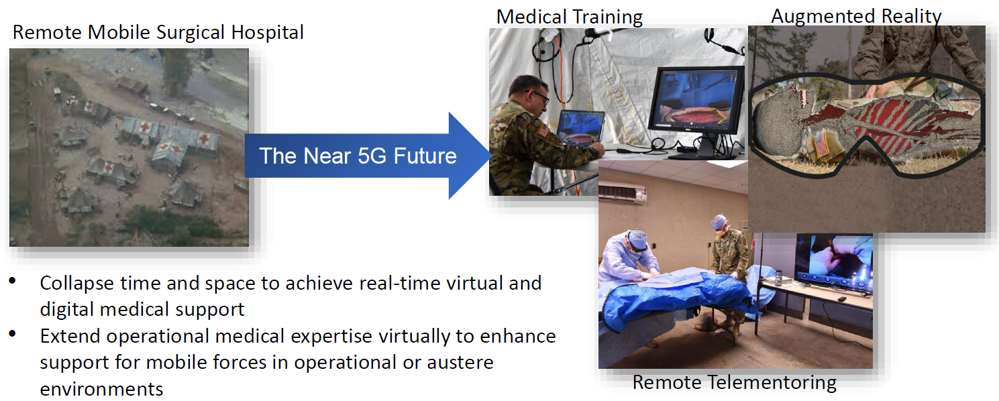 Remote Mobile Surgical Hospital
Medical Training
Augmented Reality
The Near 5G Future
• Collapse time and space to achieve real-time virtual and
digital medical support
• Extend operational medical expertise virtually to enhance
support for mobile forces in operational or austere
environments
Remote Telementoring